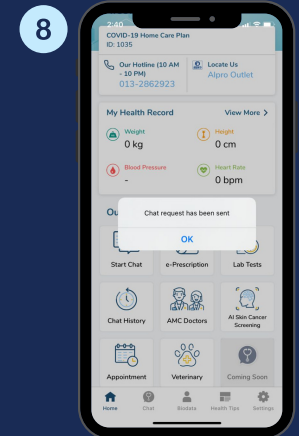 8
2:40
COVID-19 Home Care Plan
ID: 1035
Our Hotline (10 AM
- 10 PM)
013-2862923
Locate Us
Alpro Outlet
My Health Record
View More >
Weight
0 kg
Height
0 cm
Blood Pressure
-
Heart Rate
0 bpm
Ou
Chat request has been sent
OK
Start Chat
e-Prescription
Lab Tests
Chat History
AMC Doctors
AI Skin Cancer
Screening
Appointment
Veterinary
Coming Soon
Home
Chat
Biodata
Health Tips
Settings